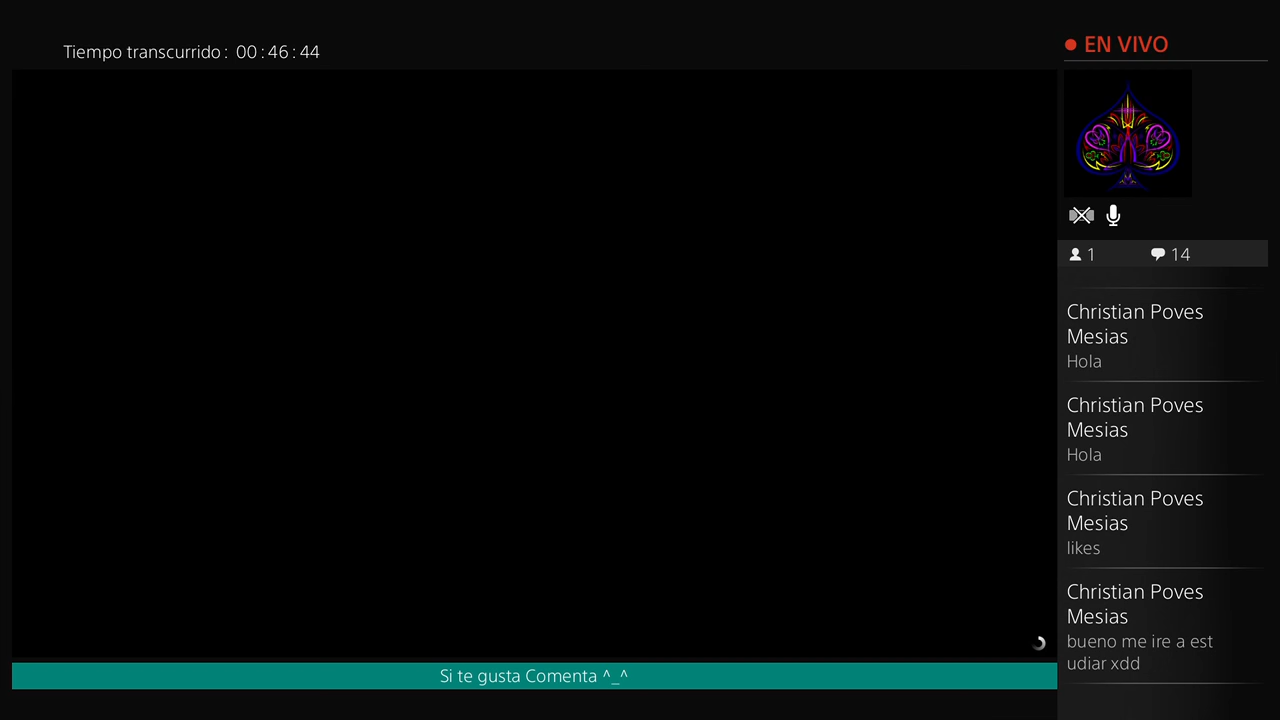 Tiempo transcurrido : 00 : 46 : 44
EN VIVO
1 14
Christian Poves
Mesias
Hola
Christian Poves
Mesias
Hola
Christian Poves
Mesias
likes
Christian Poves
Mesias
bueno me ire a est
udiar xdd
Si te gusta Comenta ^_^